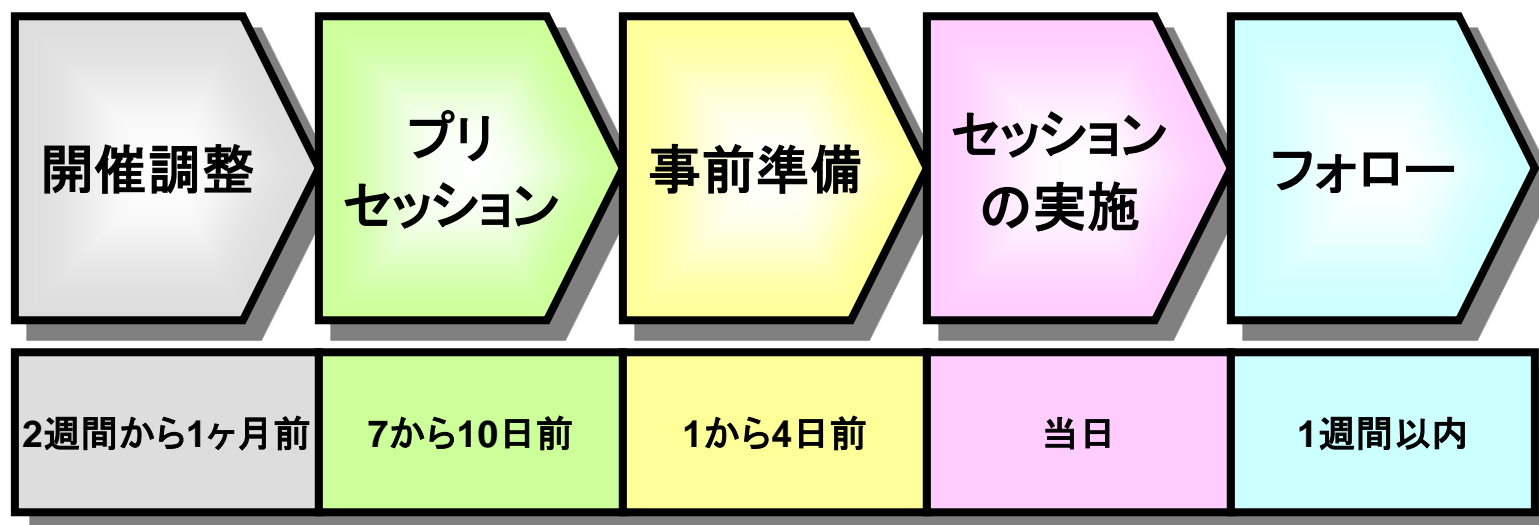 開催調整
プリ
セッション
事前準備
セッション
の実施
フォロー
2週間から1ヶ月前
7から10日前
1から4日前
当日
1週間以内